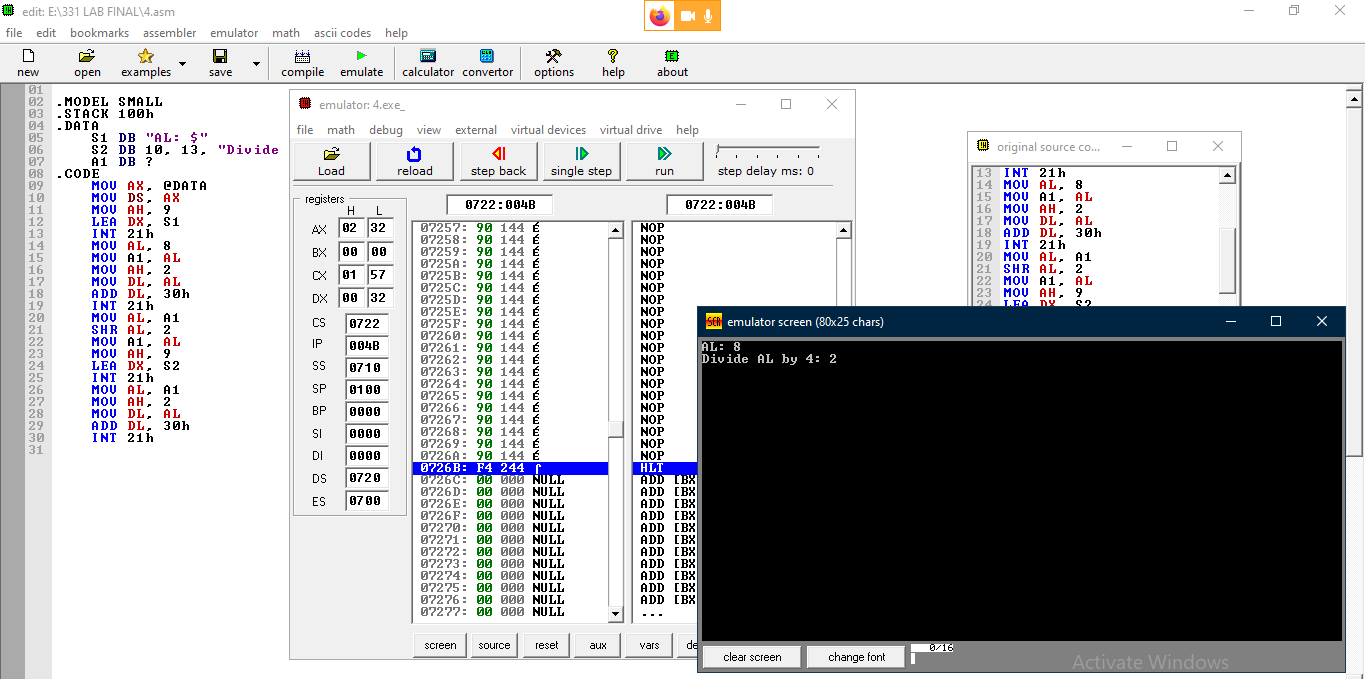 edit: E:\331 LAB FINAL\4.asm
file edit bookmarks assembler emulator math ascii codes help
new open examples save compile emulate calculator convertor options help about
01
02 .MODEL SMALL
03 .STACK 100h
04 .DATA
05 S1 DB "AL: $"
06 S2 DB 10, 13, "Divide
07 A1 DB ?
08 .CODE
09 MOV AX, @DATA
10 MOV DS, AX
11 MOV AH, 9
12 LEA DX, S1
13 INT 21h
14 MOV AL, 8
15 MOV A1, AL
16 MOV AH, 2
17 MOV DL, AL
18 ADD DL, 30h
19 INT 21h
20 MOV AL, A1
21 SHR AL, 2
22 MOV A1, AL
23 MOV AH, 9
24 LEA DX, S2
25 INT 21h
26 MOV AL, A1
27 MOV AH, 2
28 MOV DL, AL
29 ADD DL, 30h
30 INT 21h
31
emulator: 4.exe_
file math debug view external virtual devices virtual drive help
Load reload step back single step run step delay ms: 0
registers
H L
AX 02 32
BX 00 00
CX 01 57
DX 00 32
CS 0722
IP 004B
SS 0710
SP 0100
BP 0000
SI 0000
DI 0000
DS 0720
ES 0700
0722:004B 0722:004B
07257: 90 144 É NOP
07258: 90 144 É NOP
07259: 90 144 É NOP
0725A: 90 144 É NOP
0725B: 90 144 É NOP
0725C: 90 144 É NOP
0725D: 90 144 É NOP
0725E: 90 144 É NOP
0725F: 90 144 É NOP
07260: 90 144 É NOP
07261: 90 144 É NOP
07262: 90 144 É NOP
07263: 90 144 É NOP
07264: 90 144 É NOP
07265: 90 144 É NOP
07266: 90 144 É NOP
07267: 90 144 É NOP
07268: 90 144 É NOP
07269: 90 144 É NOP
0726A: 90 144 É NOP
0726B: F4 244 ⌠ HLT
0726C: 00 000 NULL ADD [BX
0726D: 00 000 NULL ADD [BX
0726E: 00 000 NULL ADD [BX
0726F: 00 000 NULL ADD [BX
07270: 00 000 NULL ADD [BX
07271: 00 000 NULL ADD [BX
07272: 00 000 NULL ADD [BX
07273: 00 000 NULL ADD [BX
07274: 00 000 NULL ADD [BX
07275: 00 000 NULL ADD [BX
07276: 00 000 NULL ADD [BX
07277: 00 000 NULL ...
screen source reset aux vars de
original source co...
13 INT 21h
14 MOV AL, 8
15 MOV A1, AL
16 MOV AH, 2
17 MOV DL, AL
18 ADD DL, 30h
19 INT 21h
20 MOV AL, A1
21 SHR AL, 2
22 MOV A1, AL
23 MOV AH, 9
24 LEA DX, S2
SCR emulator screen (80x25 chars)
AL: 8
Divide AL by 4: 2
clear screen change font 0/16
Activate Windows